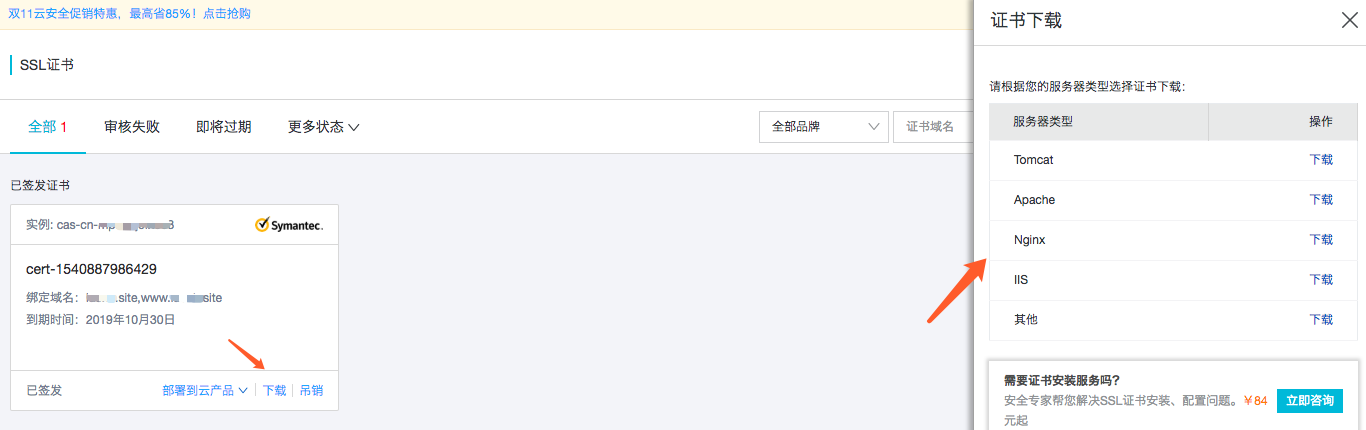 双11云安全促销特惠，最高省85%！点击抢购
SSL证书
全部 1 审核失败 即将过期 更多状态
全部品牌 证书域名
已签发证书
实例: cas-cn-
Symantec.
cert-1540887986429
绑定域名: .site,www. site
到期时间: 2019年10月30日
已签发 部署到云产品 下载 吊销
证书下载
请根据您的服务器类型选择证书下载:
服务器类型 操作
Tomcat 下载
Apache 下载
Nginx 下载
IIS 下载
其他 下载
需要证书安装服务吗?
安全专家帮您解决SSL证书安装、配置问题。¥84
元起
立即咨询